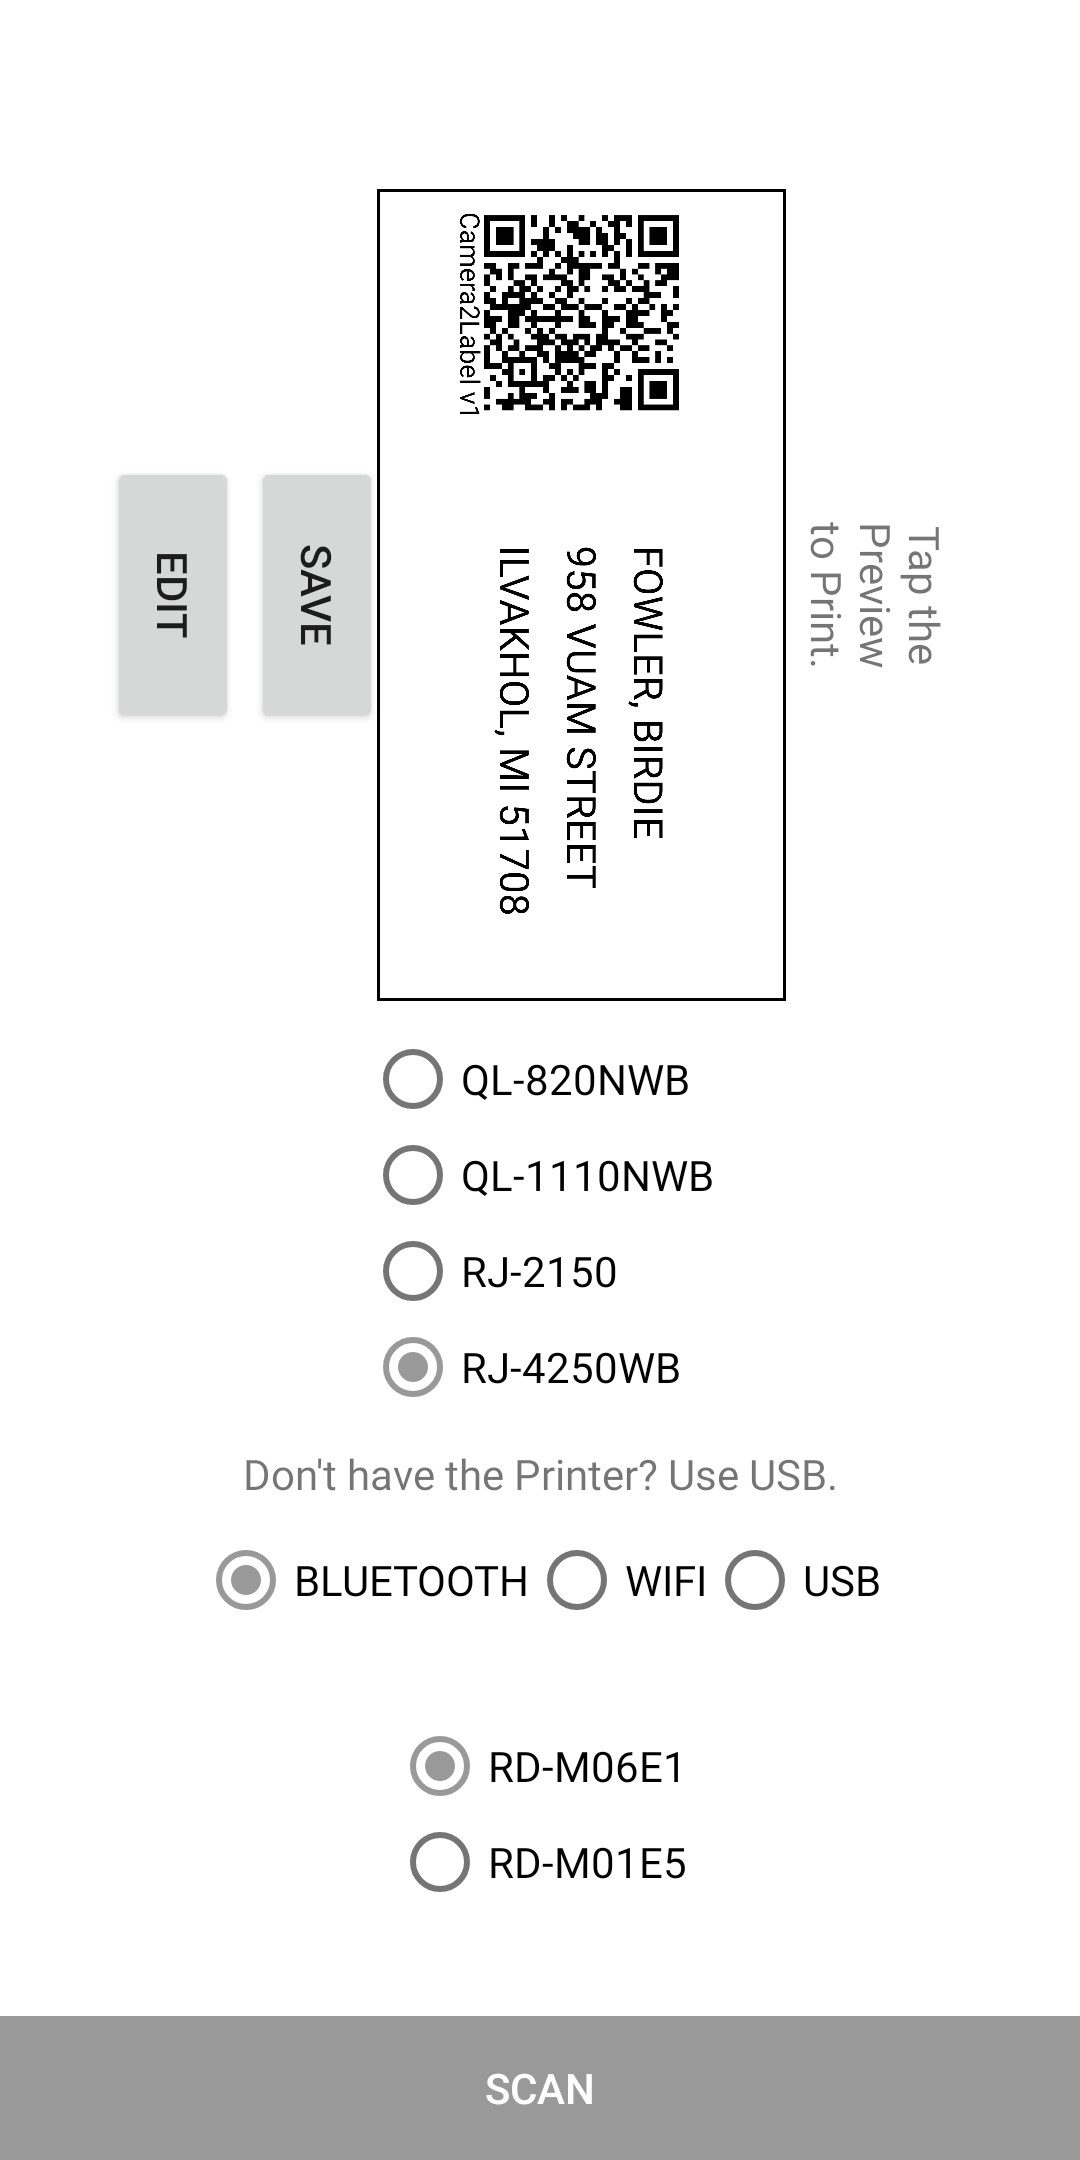 Tap the
Preview
to Print.
Camera2Label v1
FOWLER, BIRDIE
958 VUAM STREET
ILVAKHOL, MI 51708
SAVE
EDIT
QL-820NWB
QL-1110NWB
RJ-2150
RJ-4250WB
Don't have the Printer? Use USB.
BLUETOOTH WIFI USB
RD-M06E1
RD-M01E5
SCAN